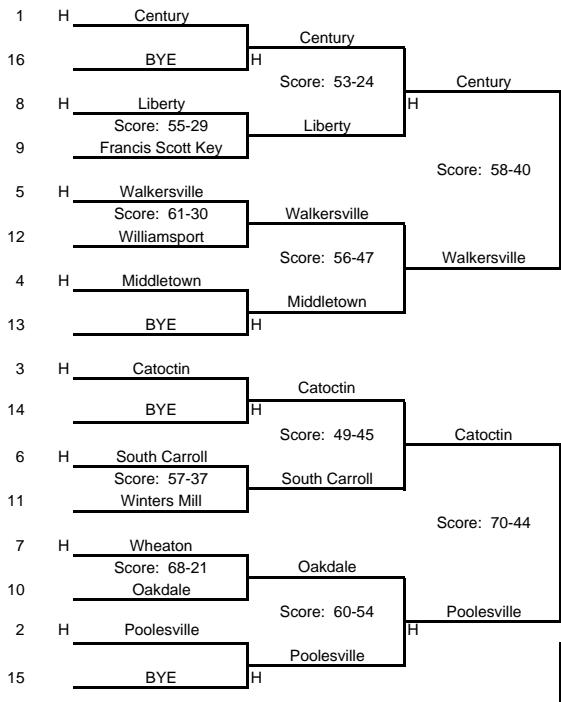 1 H Century
Century
16 BYE H
Score: 53-24 Century
8 H Liberty H
Score: 55-29 Liberty
9 Francis Scott Key
Score: 58-40
5 H Walkersville
Score: 61-30 Walkersville
12 Williamsport
Score: 56-47 Walkersville
4 H Middletown
Middletown
13 BYE H
3 H Catoctin
Catoctin
14 BYE H
Score: 49-45 Catoctin
6 H South Carroll
Score: 57-37 South Carroll
11 Winters Mill
Score: 70-44
7 H Wheaton
Score: 68-21 Oakdale
10 Oakdale
Score: 60-54 Poolesville
2 H Poolesville H
Poolesville
15 BYE H